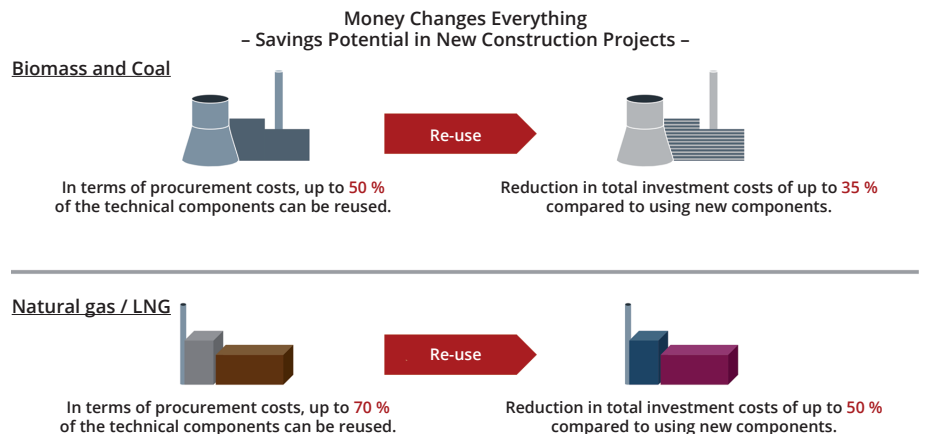 Money Changes Everything
– Savings Potential in New Construction Projects –
Biomass and Coal
Re-use
In terms of procurement costs, up to 50 %
of the technical components can be reused.
Reduction in total investment costs of up to 35 %
compared to using new components.
Natural gas / LNG
Re-use
In terms of procurement costs, up to 70 %
of the technical components can be reused.
Reduction in total investment costs of up to 50 %
compared to using new components.